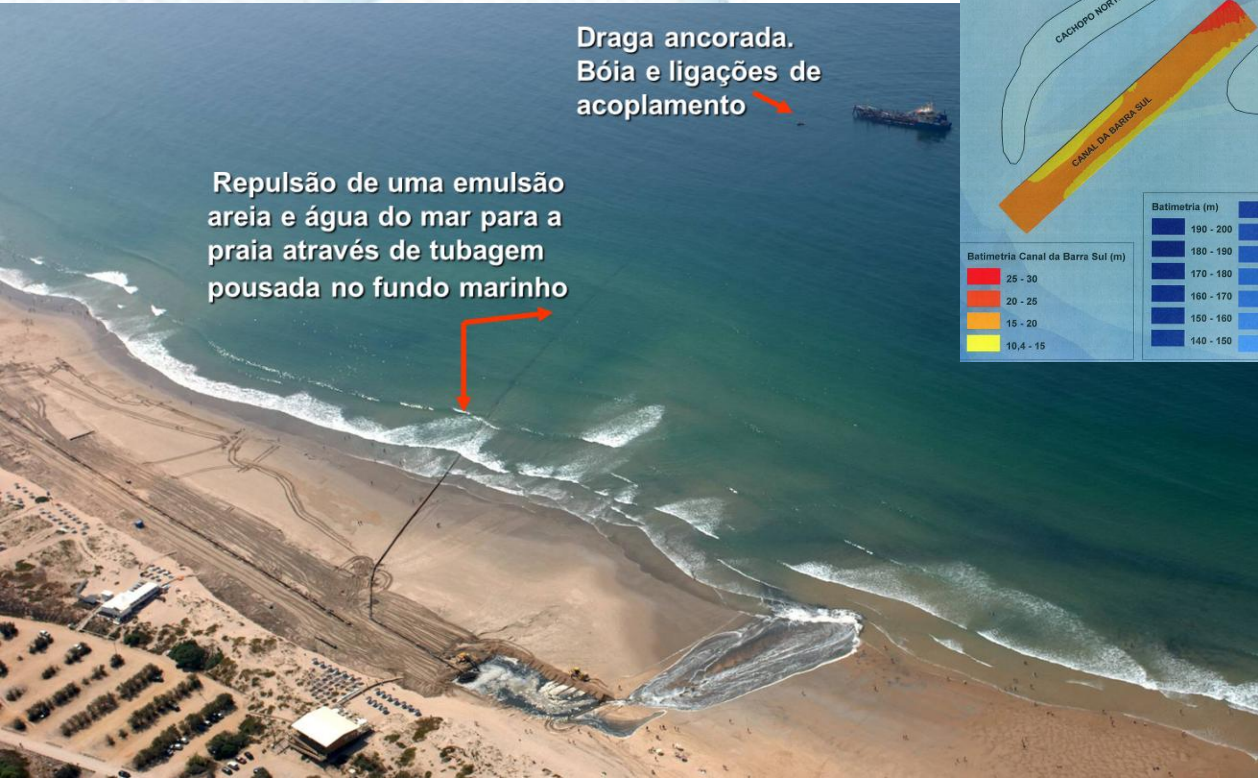 Draga ancorada.
Bóia e ligações de
acoplamento
Repulsão de uma emulsão
areia e água do mar para a
praia através de tubagem
pousada no fundo marinho
CANAL DA BARRA SUL
Batimetria Canal da Barra Sul (m)
25 - 30
20 - 25
15 - 20
10,4 - 15
Batimetria (m)
190 - 200
180 - 190
170 - 180
160 - 170
150 - 160
140 - 150